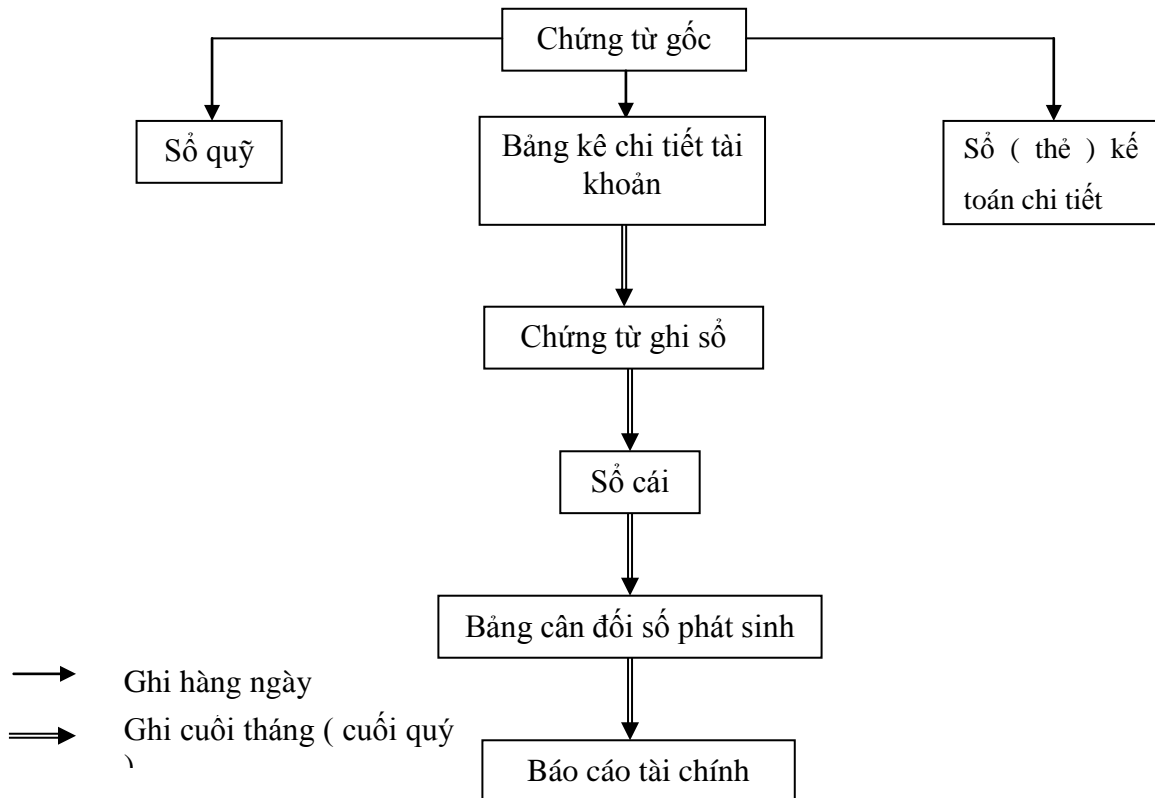 Chứng từ gốc
Sổ quỹ
Bảng kê chi tiết tài
khoản
Sổ ( thẻ ) kế
toán chi tiết
Chứng từ ghi sổ
Sổ cái
Bảng cân đối số phát sinh
Ghi hàng ngày
Ghi cuối tháng ( cuối quý
)
Báo cáo tài chính